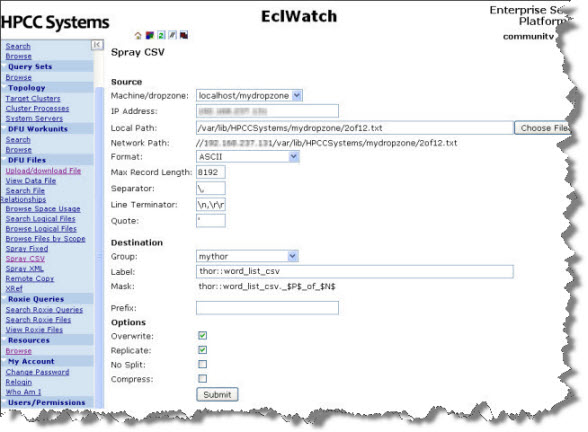 HPCC Systems
EclWatch
Enterprise Se
Platfor
community
Search
Browse
Query Sets
Browse
Topology
Target Clusters
Cluster Processes
System Servers
DFU Workunits
Search
Browse
DFU Files
Upload/download File
View Data File
Search File
Relationships
Browse Space Usage
Search Logical Files
Browse Logical Files
Browse Files by Scope
Spray Fixed
Spray CSV
Spray XML
Remote Copy
XRef
Roxie Queries
Search Roxie Queries
Search Roxie Files
View Roxie Files
Resources
Browse
My Account
Change Password
Relogin
Who Am I
Users/Permissions
Spray CSV
Source
Machine/dropzone: localhost/mydropzone
IP Address:
Local Path: /var/lib/HPCCSystems/mydropzone/2of12.txt Choose File
Network Path: /var/lib/HPCCSystems/mydropzone/2of12.txt
Format: ASCII
Max Record Length: 8192
Separator: \,
Line Terminator: \n,\r\r
Quote: '
Destination
Group: mythor
Label: thor::word_list_csv
Mask: thor::word_list_csv._$P$_of_$N$
Prefix:
Options
Overwrite:
Replicate:
No Split:
Compress:
Submit